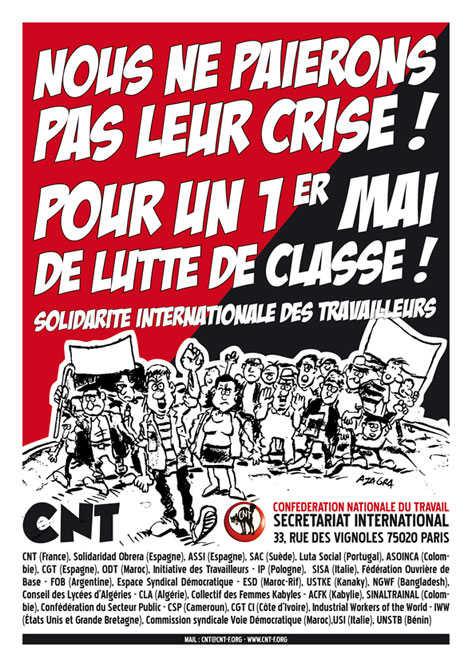 NOUS NE PAIERONS
PAS LEUR CRISE !
POUR UN 1ER MAI
DE LUTTE DE CLASSE !
SOLIDARITE INTERNATIONALE DES TRAVAILLEURS
AZAGRA
CNT
CONFEDERATION NATIONALE DU TRAVAIL
SECRETARIAT INTERNATIONAL
33, RUE DES VIGNOLES 75020 PARIS
CNT (France), Solidaridad Obrera (Espagne), ASSI (Espagne), SAC (Suède), Luta Social (Portugal), ASOINCA (Colom-
bie), CGT (Espagne), ODT (Maroc), Initiative des Travailleurs - IP (Pologne), SISA (Italie), Fédération Ouvrière de
Base - FOB (Argentine), Espace Syndical Démocratique - ESD (Maroc-Rif), USTKE (Kanaky), NGWF (Bangladesh),
Conseil des Lycées d'Algéries - CLA (Algérie), Collectif des Femmes Kabyles - ACFK (Kabylie), SINALTRAINAL (Colom-
bie), Confédération du Secteur Public - CSP (Cameroun), CGT CI (Côte d'Ivoire), Industrial Workers of the World - IWW
(États Unis et Grande Bretagne), Commission syndicale Voie Démocratique (Maroc),USI (Italie), UNSTB (Bénin)
MAIL : CNT@CNT-F.ORG - WWW.CNT-F.ORG